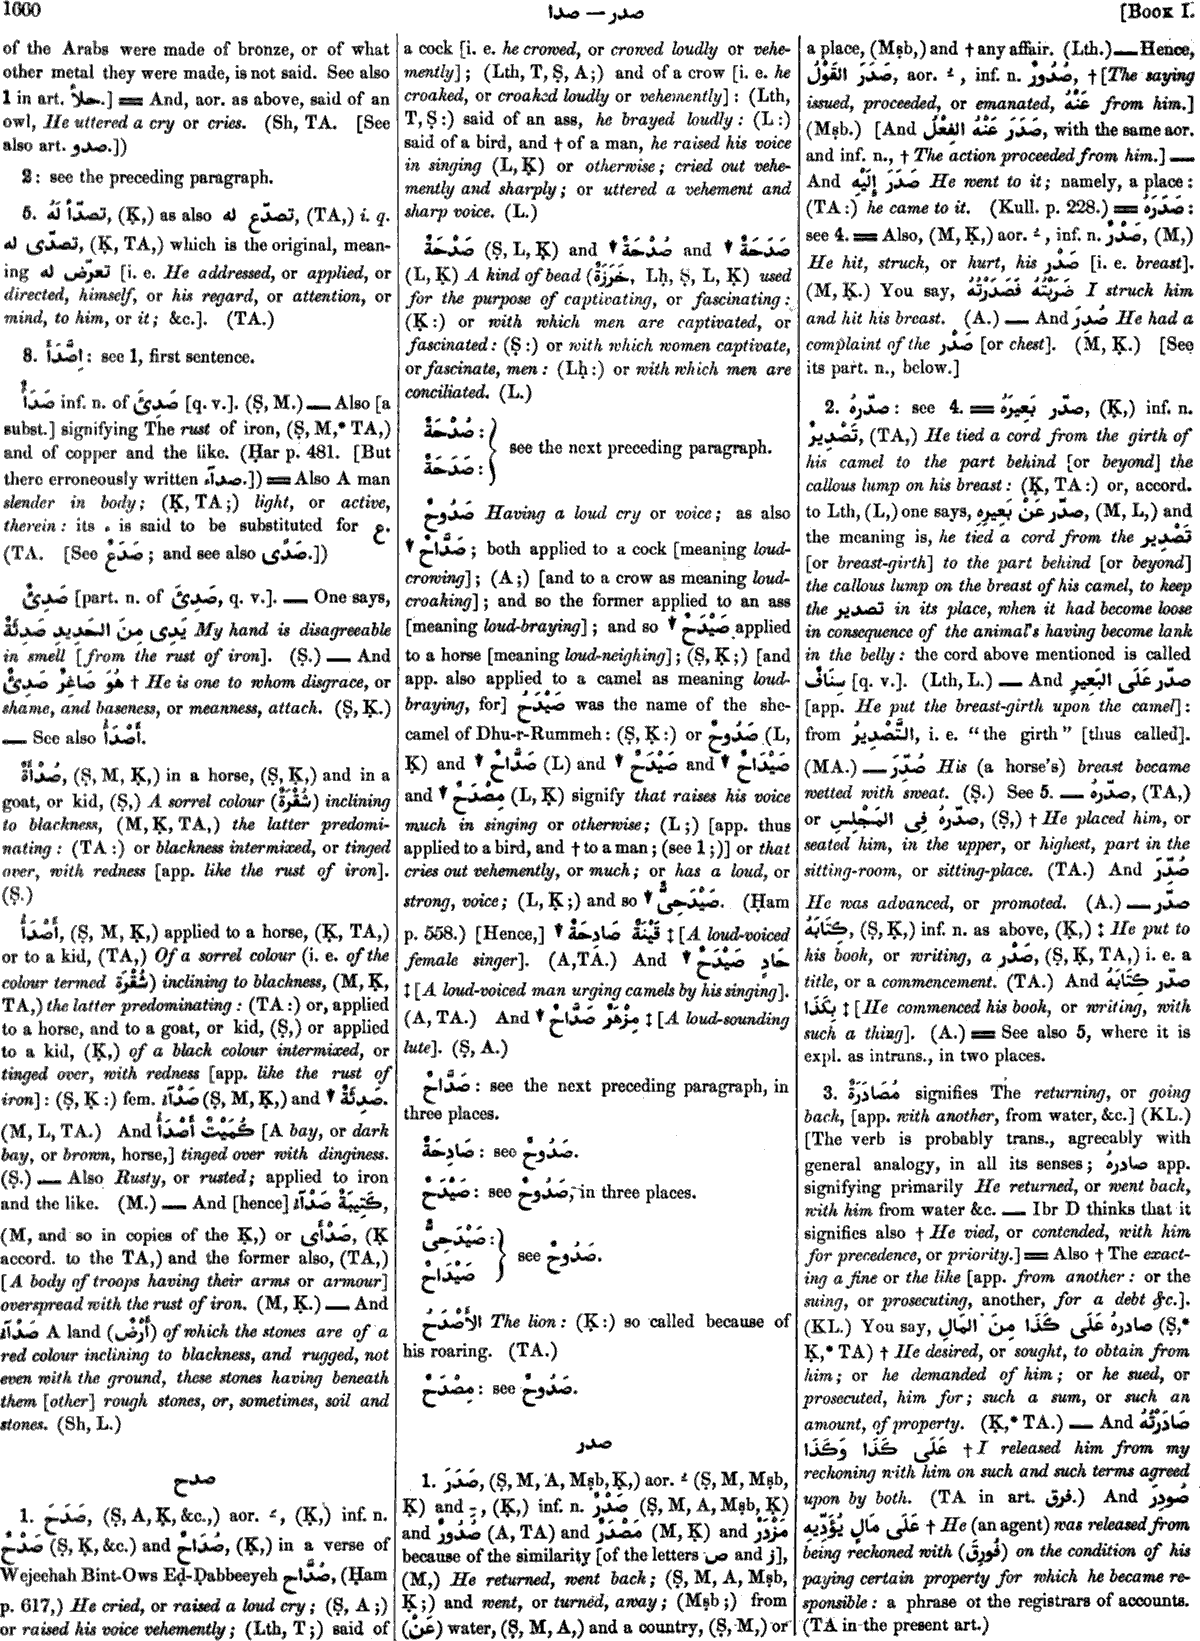 1660
صدر — صدا
[Book I.
of the Arabs were made of bronze, or of what
other metal they were made, is not said. See also
1 in art. حلأ.] ═ And, aor. as above, said of an
owl, He uttered a cry or cries. (Sh, TA. [See
also art. صدو.])
2: see the preceding paragraph.
5. تصدّأ لَهُ, (Ḳ,) as also تصدّع له, (TA,) i. q.
تصدّى له, (Ḳ, TA,) which is the original, mean-
ing تعرّض له [i. e. He addressed, or applied, or
directed, himself, or his regard, or attention, or
mind, to him, or it; &c.]. (TA.)
8. اِصَّدَأَ: see 1, first sentence.
صَدَأٌ inf. n. of صَدِئَ [q. v.]. (Ṣ, M.) — Also [a
subst.] signifying The rust of iron, (Ṣ, M,* TA,)
and of copper and the like. (Ḥar p. 481. [But
there erroneously written صدآء.]) ═ Also A man
slender in body; (Ḳ, TA;) light, or active,
therein: its ء is said to be substituted for ع.
(TA. [See صَدَعٌ; and see also صَدًى.])
صَدِئٌ [part. n. of صَدِئَ, q. v.]. — One says,
يَدِى مِنَ الحَدِيدِ صَدِئَةٌ My hand is disagreeable
in smell [from the rust of iron]. (Ṣ.) — And
هُوَ صَاغِرٌ صَدِئٌ † He is one to whom disgrace, or
shame, and baseness, or meanness, attach. (Ṣ, Ḳ.)
— See also أَصْدَأُ.
صُدْأَةٌ, (Ṣ, M, Ḳ,) in a horse, (Ṣ, Ḳ,) and in a
goat, or kid, (Ṣ,) A sorrel colour (شُقْرَةٌ) inclining
to blackness, (M, Ḳ, TA,) the latter predomi-
nating: (TA:) or blackness intermixed, or tinged
over, with redness [app. like the rust of iron].
(Ṣ.)
أَصْدَأُ, (Ṣ, M, Ḳ,) applied to a horse, (Ḳ, TA,)
or to a kid, (TA,) Of a sorrel colour (i. e. of the
colour termed شُقْرَة) inclining to blackness, (M, Ḳ,
TA,) the latter predominating: (TA:) or, applied
to a horse, and to a goat, or kid, (Ṣ,) or applied
to a kid, (Ḳ,) of a black colour intermixed, or
tinged over, with redness [app. like the rust of
iron]: (Ṣ, Ḳ:) fem. صَدْآءُ (Ṣ, M, Ḳ,) and ▼ صَدِئَةٌ.
(M, L, TA.) And كُمَيْتٌ أَصْدَأُ [A bay, or dark
bay, or brown, horse,] tinged over with dinginess.
(Ṣ.) — Also Rusty, or rusted; applied to iron
and the like. (M.) — And [hence] كَتِيبَةٌ صَدْآءُ,
(M, and so in copies of the Ḳ,) or صَدْأَى, (Ḳ
accord. to the TA,) and the former also, (TA,)
[A body of troops having their arms or armour]
overspread with the rust of iron. (M, Ḳ.) — And
صَدْآءُ A land (أَرْضٌ) of which the stones are of a
red colour inclining to blackness, and rugged, not
even with the ground, these stones having beneath
them [other] rough stones, or, sometimes, soil and
stones. (Sh, L.)
صدح
1. صَدَحَ, (Ṣ, A, Ḳ, &c.,) aor. ـَ, (Ḳ,) inf. n.
صَدْحٌ (Ṣ, Ḳ, &c.) and صُدَاحٌ, (Ḳ,) in a verse of
Wejeehah Bint-Ows Eḍ-Ḍabbeeyeh صُدَّاح, (Ḥam
p. 617,) He cried, or raised a loud cry; (Ṣ, A;)
or raised his voice vehemently; (Lth, T;) said of
a cock [i. e. he crowed, or crowed loudly or vehe-
mently]; (Lth, T, Ṣ, A;) and of a crow [i. e. he
croaked, or croaked loudly or vehemently]: (Lth,
T, Ṣ:) said of an ass, he brayed loudly: (L:)
said of a bird, and † of a man, he raised his voice
in singing (L, Ḳ) or otherwise; cried out vehe-
mently and sharply; or uttered a vehement and
sharp voice. (L.)
صَدْحَةٌ (Ṣ, L, Ḳ) and ▼ صُدْحَةٌ and ▼ صَدَحَةٌ
(L, Ḳ) A kind of bead (خَرَزَةٌ, Lḥ, Ṣ, L, Ḳ) used
for the purpose of captivating, or fascinating:
(Ḳ:) or with which men are captivated, or
fascinated: (Ṣ:) or with which women captivate,
or fascinate, men: (Lḥ:) or with which men are
conciliated. (L.)
صُدْحَةٌ:
see the next preceding paragraph.
صَدَحَةٌ:
صَدُوحٌ Having a loud cry or voice; as also
▼ صَدَّاحٌ; both applied to a cock [meaning loud-
crowing]; (A;) [and to a crow as meaning loud-
croaking]; and so the former applied to an ass
[meaning loud-braying]; and so ▼ صَيْدَحٌ applied
to a horse [meaning loud-neighing]; (Ṣ, Ḳ;) [and
app. also applied to a camel as meaning loud-
braying, for] صَيْدَحُ was the name of the she-
camel of Dhu-r-Rummeh: (Ṣ, Ḳ:) or صَدُوحٌ (L,
Ḳ) and ▼ صَدَّاحٌ (L) and ▼ صَيْدَحٌ and ▼ صَيْدَاحٌ
and ▼ مِصْدَحٌ (L, Ḳ) signify that raises his voice
much in singing or otherwise; (L;) [app. thus
applied to a bird, and † to a man; (see 1;)] or that
cries out vehemently, or much; or has a loud, or
strong, voice; (L, Ḳ;) and so ▼ صَيْدَحِىٌّ. (Ḥam
p. 558.) [Hence,] ▼ قَيْنَةٌ صَادِحَةٌ ‡ [A loud-voiced
female singer]. (A, TA.) And ▼ حَادٍ صَيْدَحٌ
‡ [A loud-voiced man urging camels by his singing].
(A, TA.) And ▼ مِزْهَرٌ صَدَّاحٌ ‡ [A loud-sounding
lute]. (Ṣ, A.)
صَدَّاحٌ: see the next preceding paragraph, in
three places.
صَادِحَةٌ: see صَدُوحٌ.
صَيْدَحٌ: see صَدُوحٌ, in three places.
صَيْدَحِىٌّ:
see صَدُوحٌ.
صَيْدَاحٌ
الأَصْدَحُ The lion: (Ḳ:) so called because of
his roaring. (TA.)
مِصْدَحٌ: see صَدُوحٌ.
صدر
1. صَدَرَ, (Ṣ, M, A, Mṣb, Ḳ,) aor. ـُ (Ṣ, M, Mṣb,
Ḳ) and ـِ, (Ḳ,) inf. n. صَدْرٌ (Ṣ, M, A, Mṣb, Ḳ)
and صُدُورٌ (A, TA) and مَصْدَرٌ (M, Ḳ) and مَزْدَرٌ
because of the similarity [of the letters ص and ز],
(M,) He returned, went back; (Ṣ, M, A, Mṣb,
Ḳ;) and went, or turned, away; (Mṣb;) from
(عَنْ) water, (Ṣ, M, A,) and a country, (Ṣ, M,) or
a place, (Mṣb,) and † any affair. (Lth.) — Hence,
صَدَرَ القَوْلُ, aor. ـُ, inf. n. صُدُورٌ, † [The saying
issued, proceeded, or emanated, عَنْهُ from him.]
(Mṣb.) [And صَدَرَ عَنْهُ الفِعْلُ, with the same aor.
and inf. n., † The action proceeded from him.] —
And صَدَرَ إِلَيْهِ He went to it; namely, a place:
(TA:) he came to it. (Kull. p. 228.) ═ صَدَرَهُ:
see 4. ═ Also, (M, Ḳ,) aor. ـُ, inf. n. صَدْرٌ, (M,)
He hit, struck, or hurt, his صَدْر [i. e. breast].
(M, Ḳ.) You say, ضَرَبْتُهُ فَصَدَرْتُهُ I struck him
and hit his breast. (A.) — And صُدِرَ He had a
complaint of the صَدْر [or chest]. (M, Ḳ.) [See
its part. n., below.]
2. صدّرهُ: see 4. ═ صدّر بَعِيرَهُ, (Ḳ,) inf. n.
تَصْدِيرٌ, (TA,) He tied a cord from the girth of
his camel to the part behind [or beyond] the
callous lump on his breast: (Ḳ, TA:) or, accord.
to Lth, (L,) one says, صدّر عَنْ بَعِيرِهِ, (M, L,) and
the meaning is, he tied a cord from the تَصْدِير
[or breast-girth] to the part behind [or beyond]
the callous lump on the breast of his camel, to keep
the تصدير in its place, when it had become loose
in consequence of the animal's having become lank
in the belly: the cord above mentioned is called
سِنَافٌ [q. v.]. (Lth, L.) — And صدّر عَلَى البَعِيرِ
[app. He put the breast-girth upon the camel]:
from التَّصْدِيرُ, i. e. "the girth" [thus called].
(MA.) — صُدِّرَ His (a horse's) breast became
wetted with sweat. (Ṣ.) See 5. — صدّرهُ, (TA,)
or صدّرهُ فِى المَجْلِسِ, (Ṣ,) † He placed him, or
seated him, in the upper, or highest, part in the
sitting-room, or sitting-place. (TA.) And صُدِّرَ
He was advanced, or promoted. (A.) — صدّر
كِتَابَهُ, (Ṣ, Ḳ,) inf. n. as above, (Ḳ,) ‡ He put to
his book, or writing, a صَدْر, (Ṣ, Ḳ, TA,) i. e. a
title, or a commencement. (TA.) And صدّر كِتَابَهُ
بِكَذَا ‡ [He commenced his book, or writing, with
such a thing]. (A.) ═ See also 5, where it is
expl. as intrans., in two places.
3. مُصَادَرَةٌ signifies The returning, or going
back, [app. with another, from water, &c.] (KL.)
[The verb is probably trans., agreeably with
general analogy, in all its senses; صادرهُ app.
signifying primarily He returned, or went back,
with him from water &c. — Ibr D thinks that it
signifies also † He vied, or contended, with him
for precedence, or priority.] ═ Also † The exact-
ing a fine or the like [app. from another: or the
suing, or prosecuting, another, for a debt &c.].
(KL.) You say, صادرهُ عَلَى كَذَا مِنَ المَالِ (Ṣ,*
Ḳ,* TA) † He desired, or sought, to obtain from
him; or he demanded of him; or he sued, or
prosecuted, him for; such a sum, or such an
amount, of property. (Ḳ,* TA.) — And صَادَرْتُهُ
عَلَى كَذَا وَكَذَا † I released him from my
reckoning with him on such and such terms agreed
upon by both. (TA in art. فرق.) And صُودِرَ
عَلَى مَالٍ يُؤَدِّيهِ † He (an agent) was released from
being reckoned with (فُورِقَ) on the condition of his
paying certain property for which he became re-
sponsible: a phrase of the registrars of accounts.
(TA in the present art.)